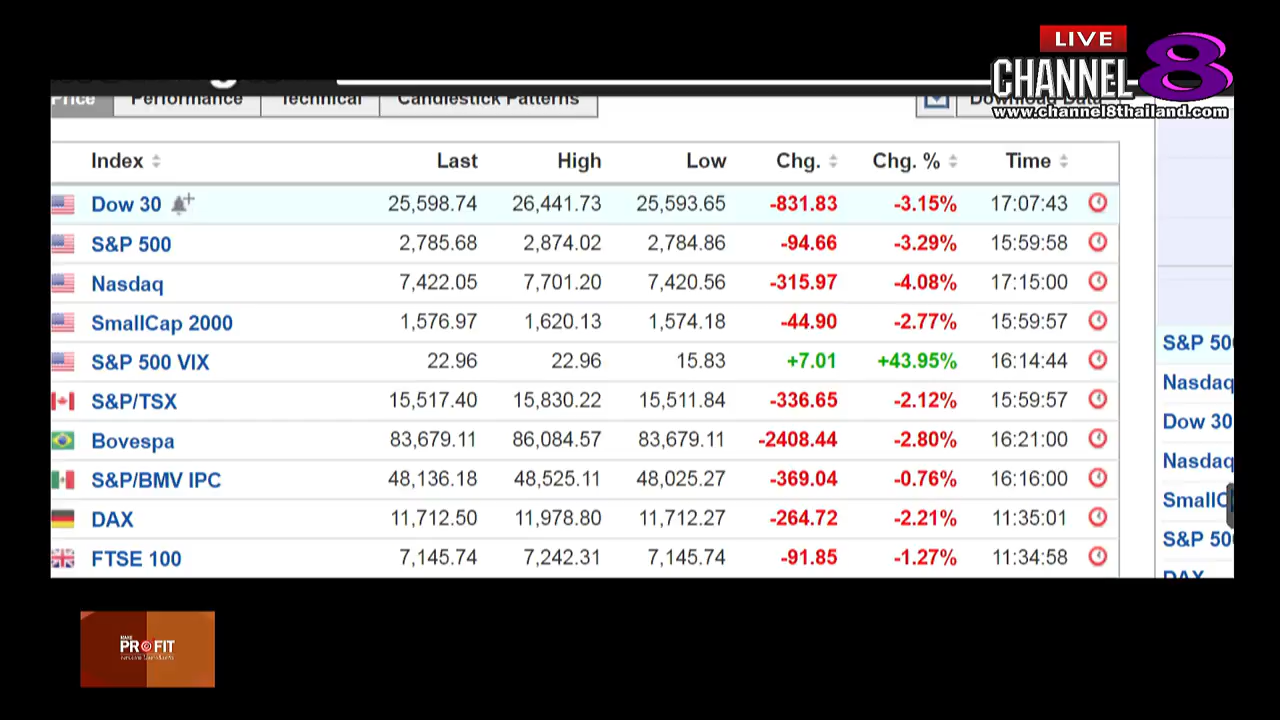 LIVE
CHANNEL 8
www.channel8thailand.com
Price Performance Technical Candlestick Patterns Download Data
Index Last High Low Chg. Chg. % Time
Dow 30 25,598.74 26,441.73 25,593.65 -831.83 -3.15% 17:07:43
S&P 500 2,785.68 2,874.02 2,784.86 -94.66 -3.29% 15:59:58
Nasdaq 7,422.05 7,701.20 7,420.56 -315.97 -4.08% 17:15:00
SmallCap 2000 1,576.97 1,620.13 1,574.18 -44.90 -2.77% 15:59:57
S&P 500 VIX 22.96 22.96 15.83 +7.01 +43.95% 16:14:44
S&P/TSX 15,517.40 15,830.22 15,511.84 -336.65 -2.12% 15:59:57
Bovespa 83,679.11 86,084.57 83,679.11 -2408.44 -2.80% 16:21:00
S&P/BMV IPC 48,136.18 48,525.11 48,025.27 -369.04 -0.76% 16:16:00
DAX 11,712.50 11,978.80 11,712.27 -264.72 -2.21% 11:35:01
FTSE 100 7,145.74 7,242.31 7,145.74 -91.85 -1.27% 11:34:58
S&P 500
Nasdaq
Dow 30
Nasdaq
SmallC
S&P 500
DAX
MAKE
PROFIT